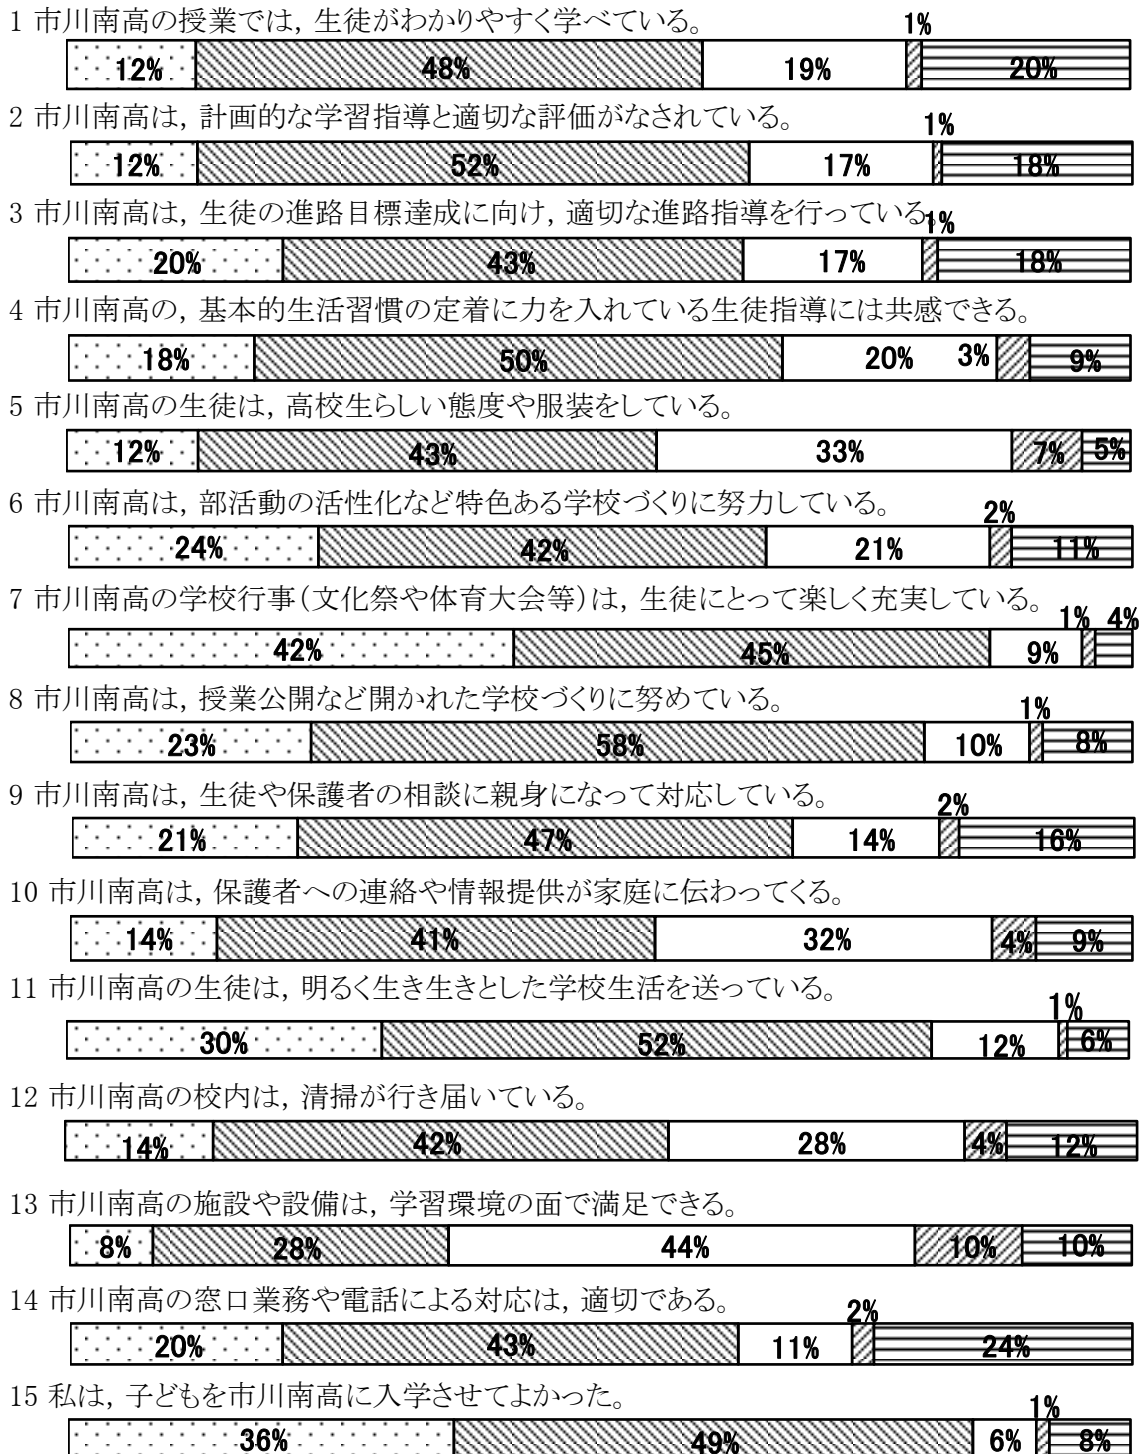 1 市川南高の授業では，生徒がわかりやすく学べている。
1%
12% 48% 19% 20%
2 市川南高は，計画的な学習指導と適切な評価がなされている。
1%
12% 52% 17% 18%
3 市川南高は，生徒の進路目標達成に向け，適切な進路指導を行っている。
1%
20% 43% 17% 18%
4 市川南高の，基本的生活習慣の定着に力を入れている生徒指導には共感できる。
18% 50% 20% 3% 9%
5 市川南高の生徒は，高校生らしい態度や服装をしている。
12% 43% 33% 7% 5%
6 市川南高は，部活動の活性化など特色ある学校づくりに努力している。
2%
24% 42% 21% 11%
7 市川南高の学校行事（文化祭や体育大会等）は，生徒にとって楽しく充実している。
1% 4%
42% 45% 9%
8 市川南高は，授業公開など開かれた学校づくりに努めている。
1%
23% 58% 10% 8%
9 市川南高は，生徒や保護者の相談に親身になって対応している。
2%
21% 47% 14% 16%
10 市川南高は，保護者への連絡や情報提供が家庭に伝わってくる。
14% 41% 32% 4% 9%
11 市川南高の生徒は，明るく生き生きとした学校生活を送っている。
1%
30% 52% 12% 6%
12 市川南高の校内は，清掃が行き届いている。
14% 42% 28% 4% 12%
13 市川南高の施設や設備は，学習環境の面で満足できる。
8% 28% 44% 10% 10%
14 市川南高の窓口業務や電話による対応は，適切である。
2%
20% 43% 11% 24%
15 私は，子どもを市川南高に入学させてよかった。
1%
36% 49% 6% 8%